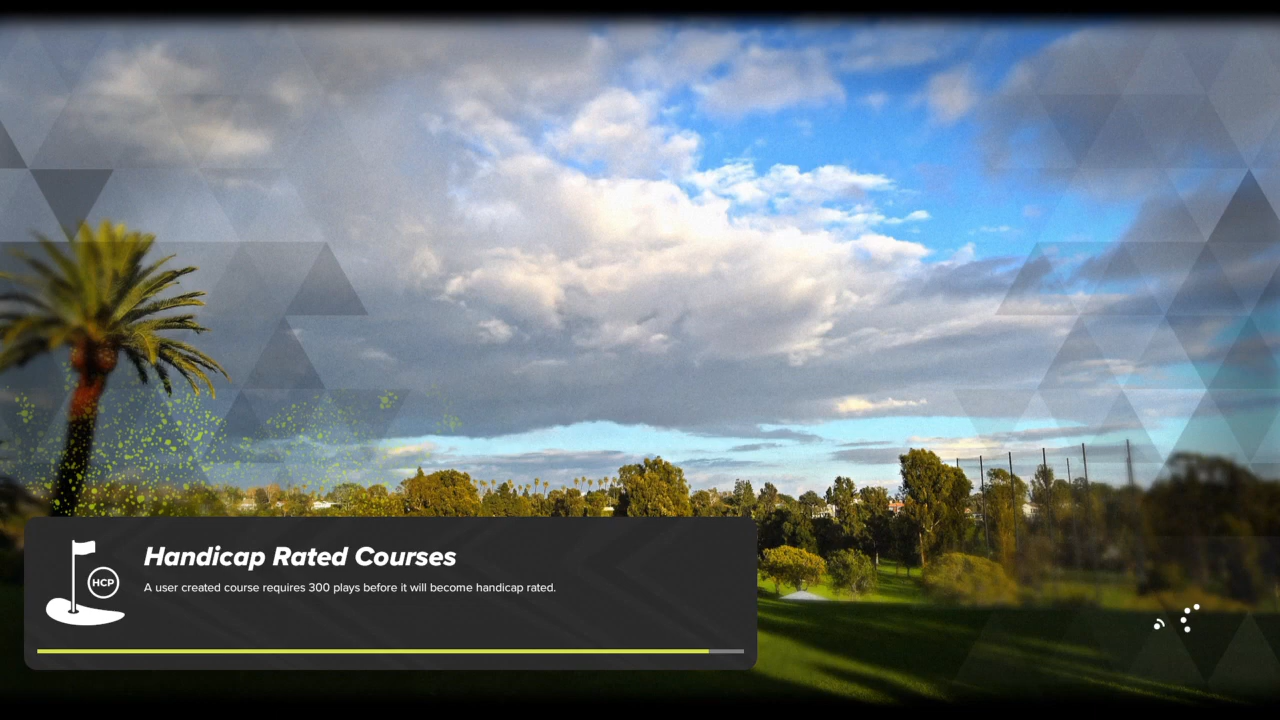 Handicap Rated Courses
HCP
A user created course requires 300 plays before it will become handicap rated.